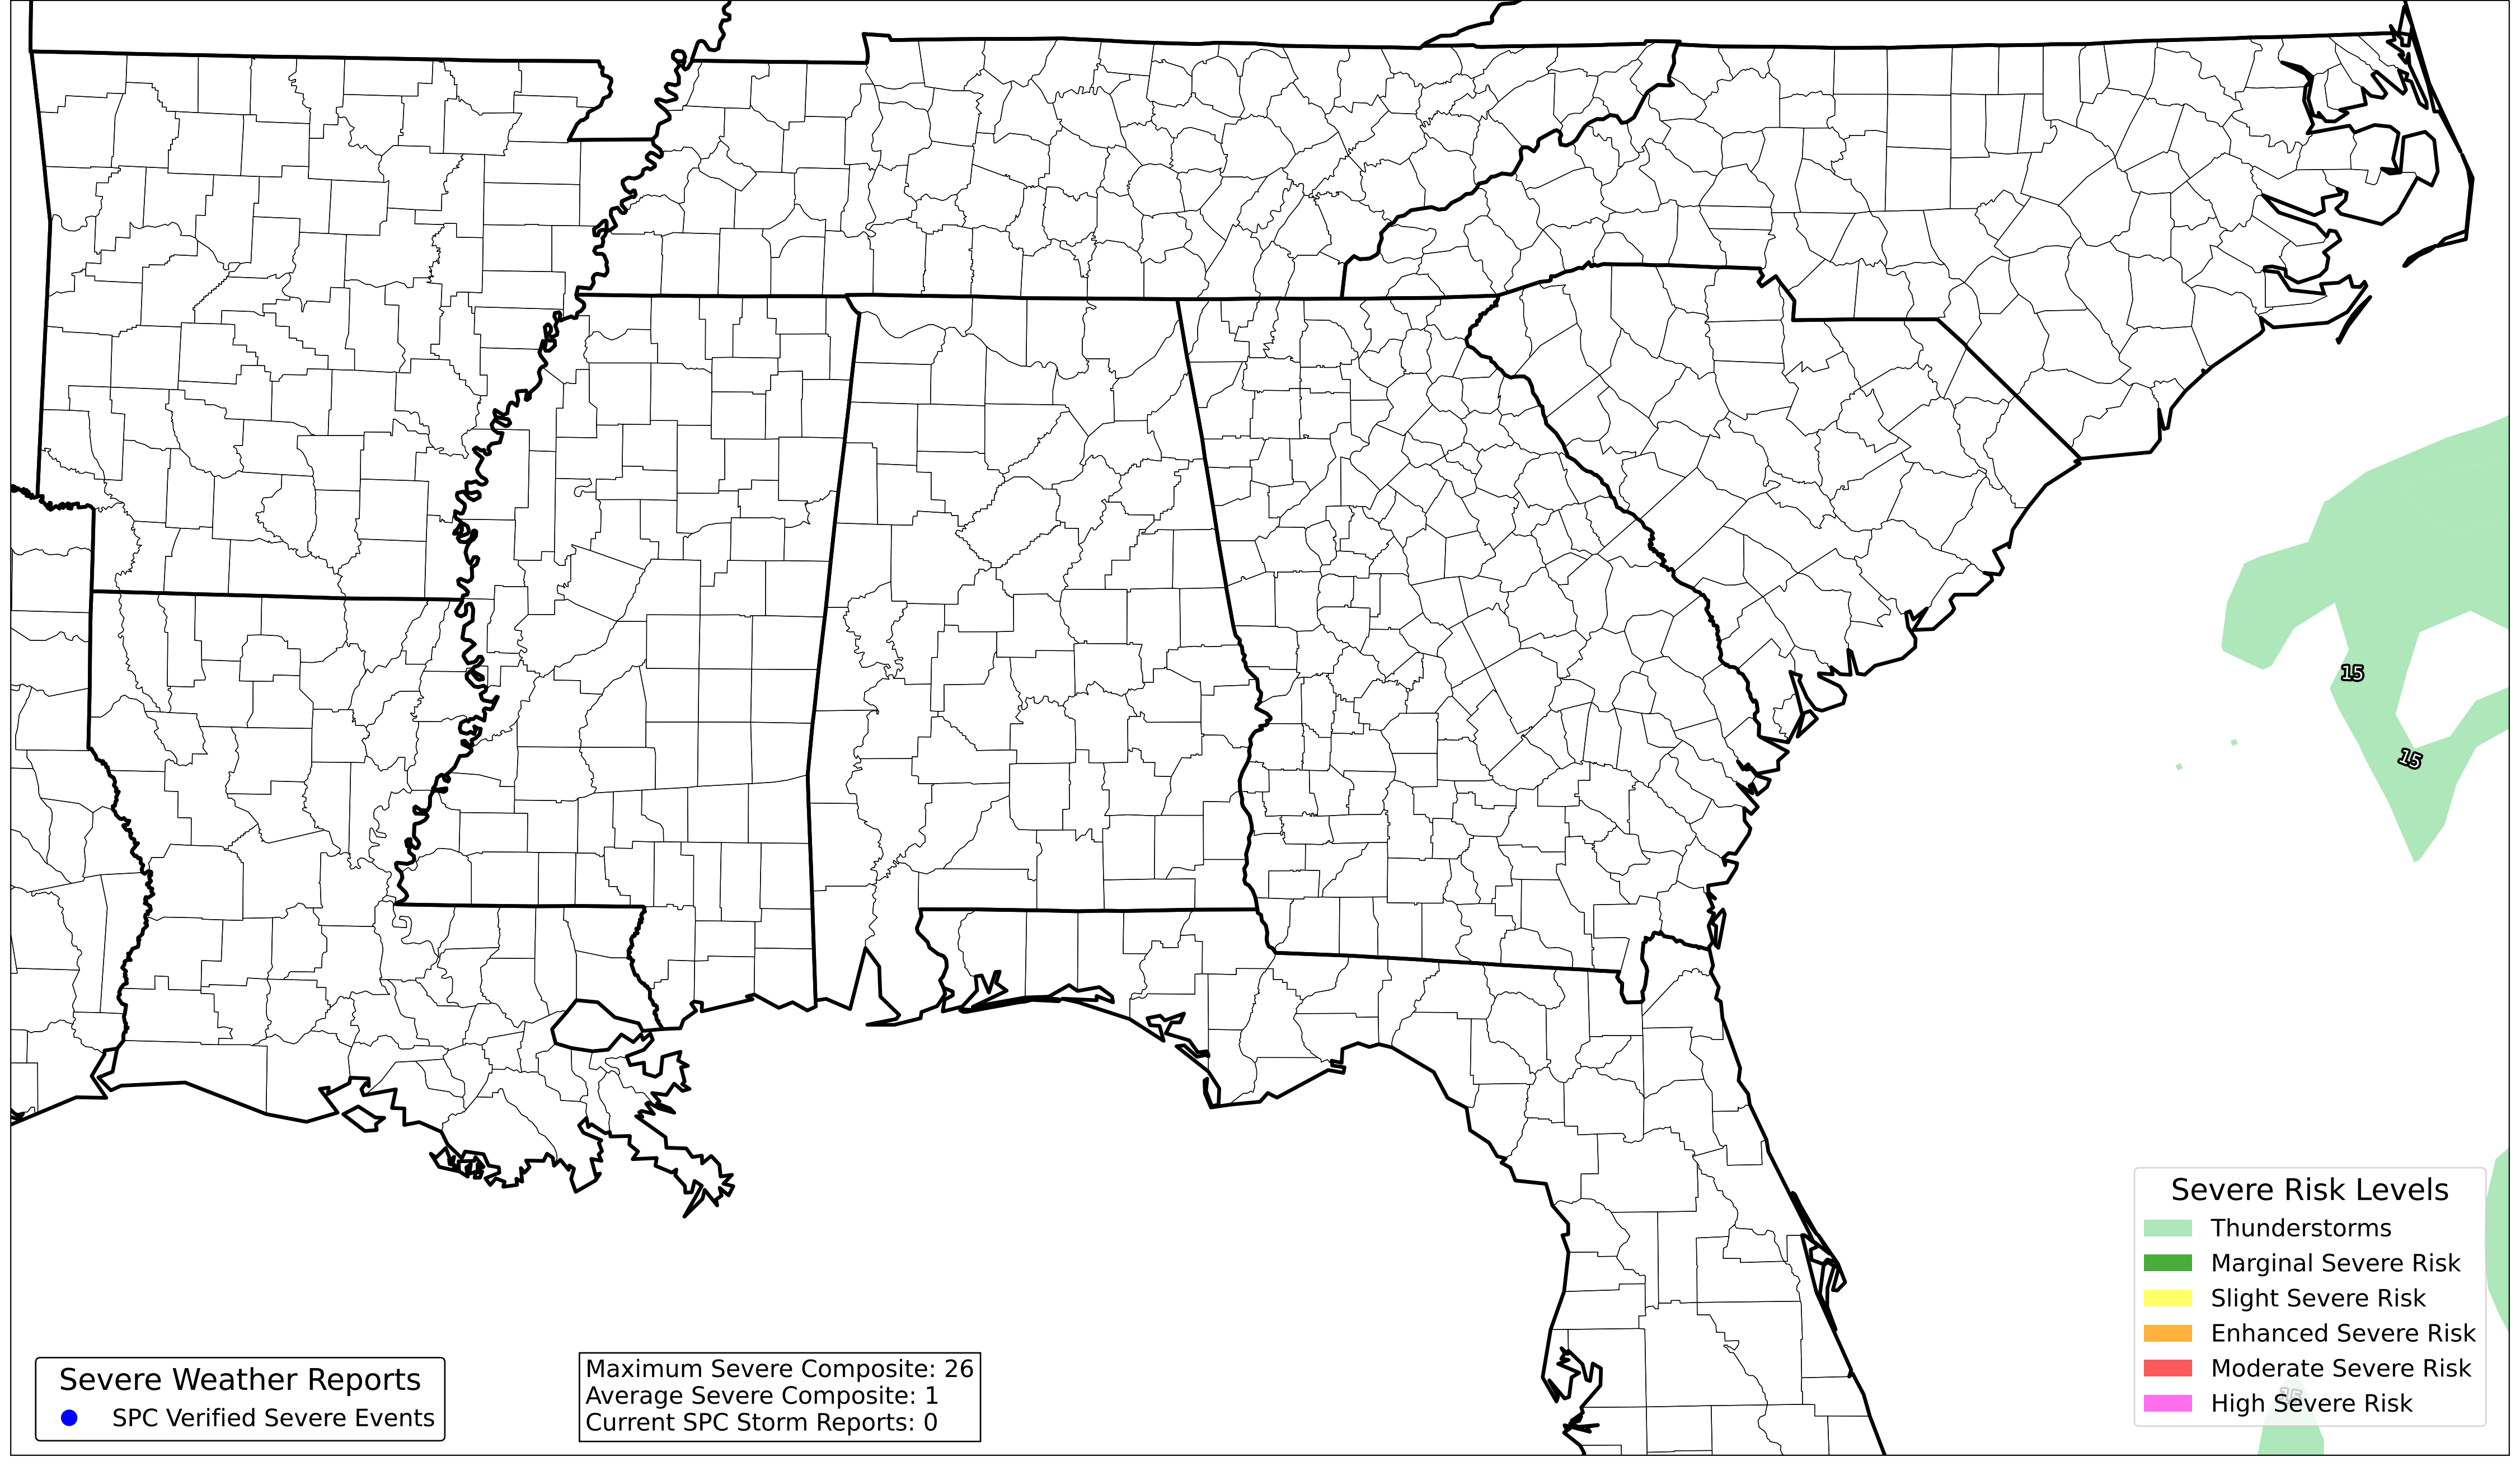 15
15
Severe Risk Levels
Thunderstorms
Marginal Severe Risk
Slight Severe Risk
Enhanced Severe Risk
Moderate Severe Risk
15
High Severe Risk
Severe Weather Reports
SPC Verified Severe Events
Maximum Severe Composite: 26
Average Severe Composite: 1
Current SPC Storm Reports: 0